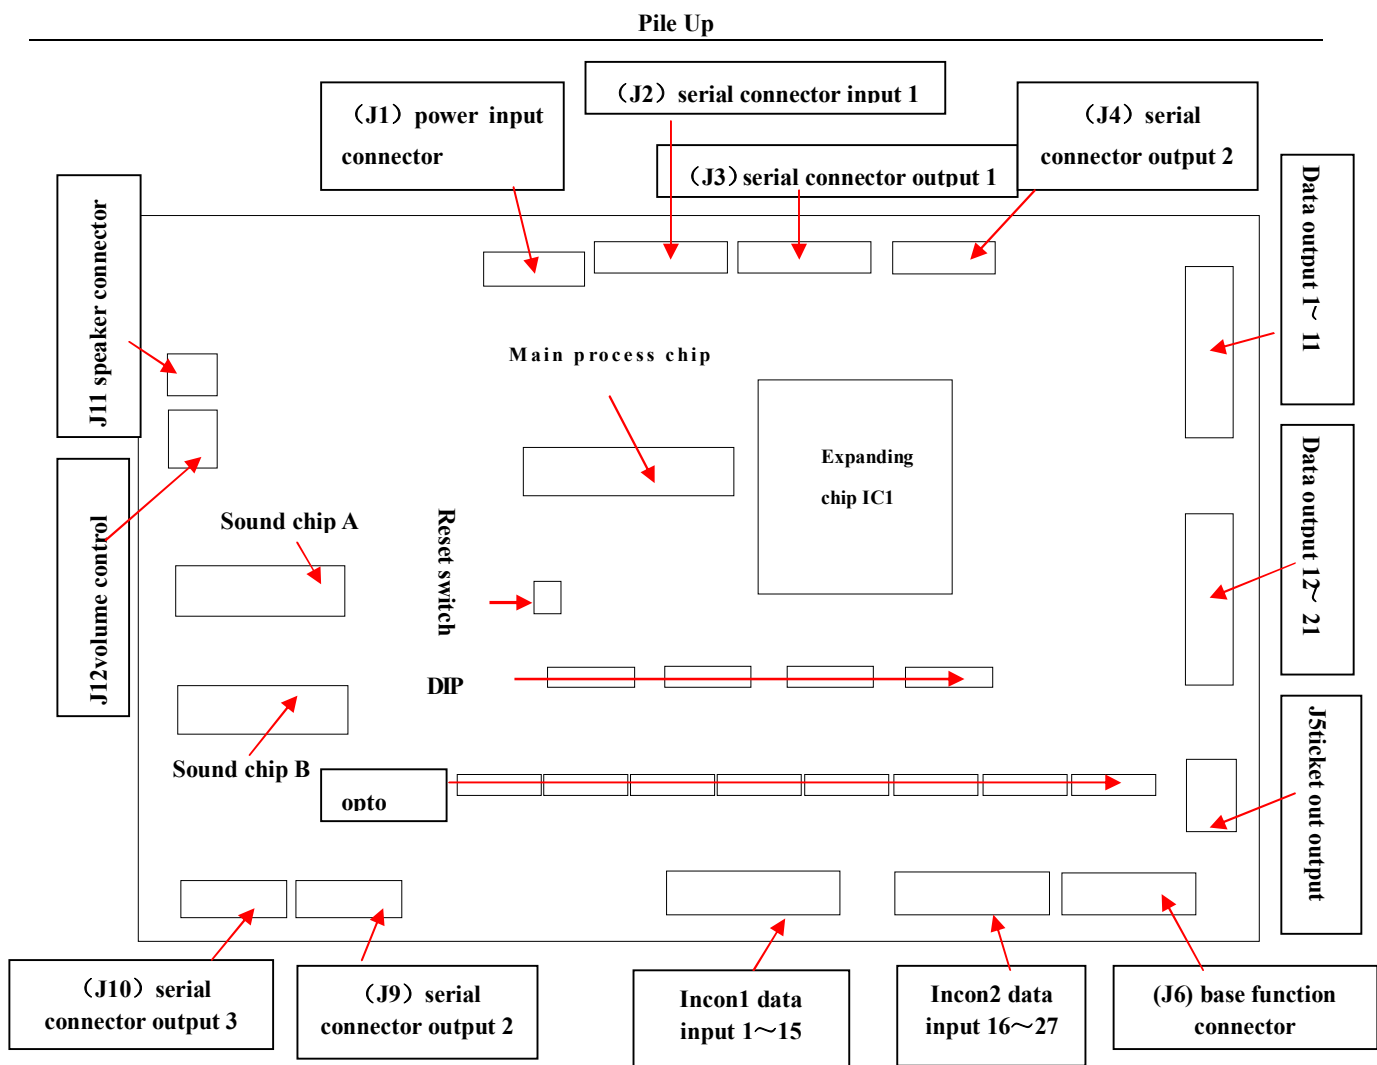 Pile Up
（J1）power input
connector
（J2）serial connector input 1
（J3）serial connector output 1
（J4）serial
connector output 2
Data output 1～ 11
J11 speaker connector
Main process chip
Expanding
chip IC1
Data output 12～ 21
J12volume control
Sound chip A
Reset switch
DIP
Sound chip B
opto
J5ticket out output
（J10）serial
connector output 3
（J9）serial
connector output 2
Incon1 data
input 1～15
Incon2 data
input 16～27
(J6) base function
connector